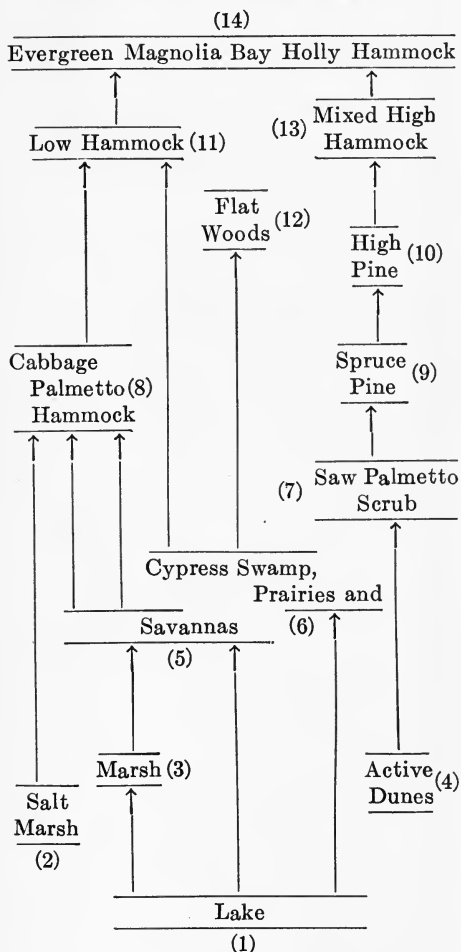 (14)
Evergreen Magnolia Bay Holly Hammock
Low Hammock (11)
(13) Mixed High
Hammock
Flat
Woods (12)
High
Pine (10)
Cabbage
Palmetto (8)
Hammock
Spruce
Pine (9)
(7) Saw Palmetto
Scrub
Cypress Swamp,
Prairies and
(6)
Savannas
(5)
Marsh (3)
Salt
Marsh
(2)
Active
Dunes (4)
Lake
(1)